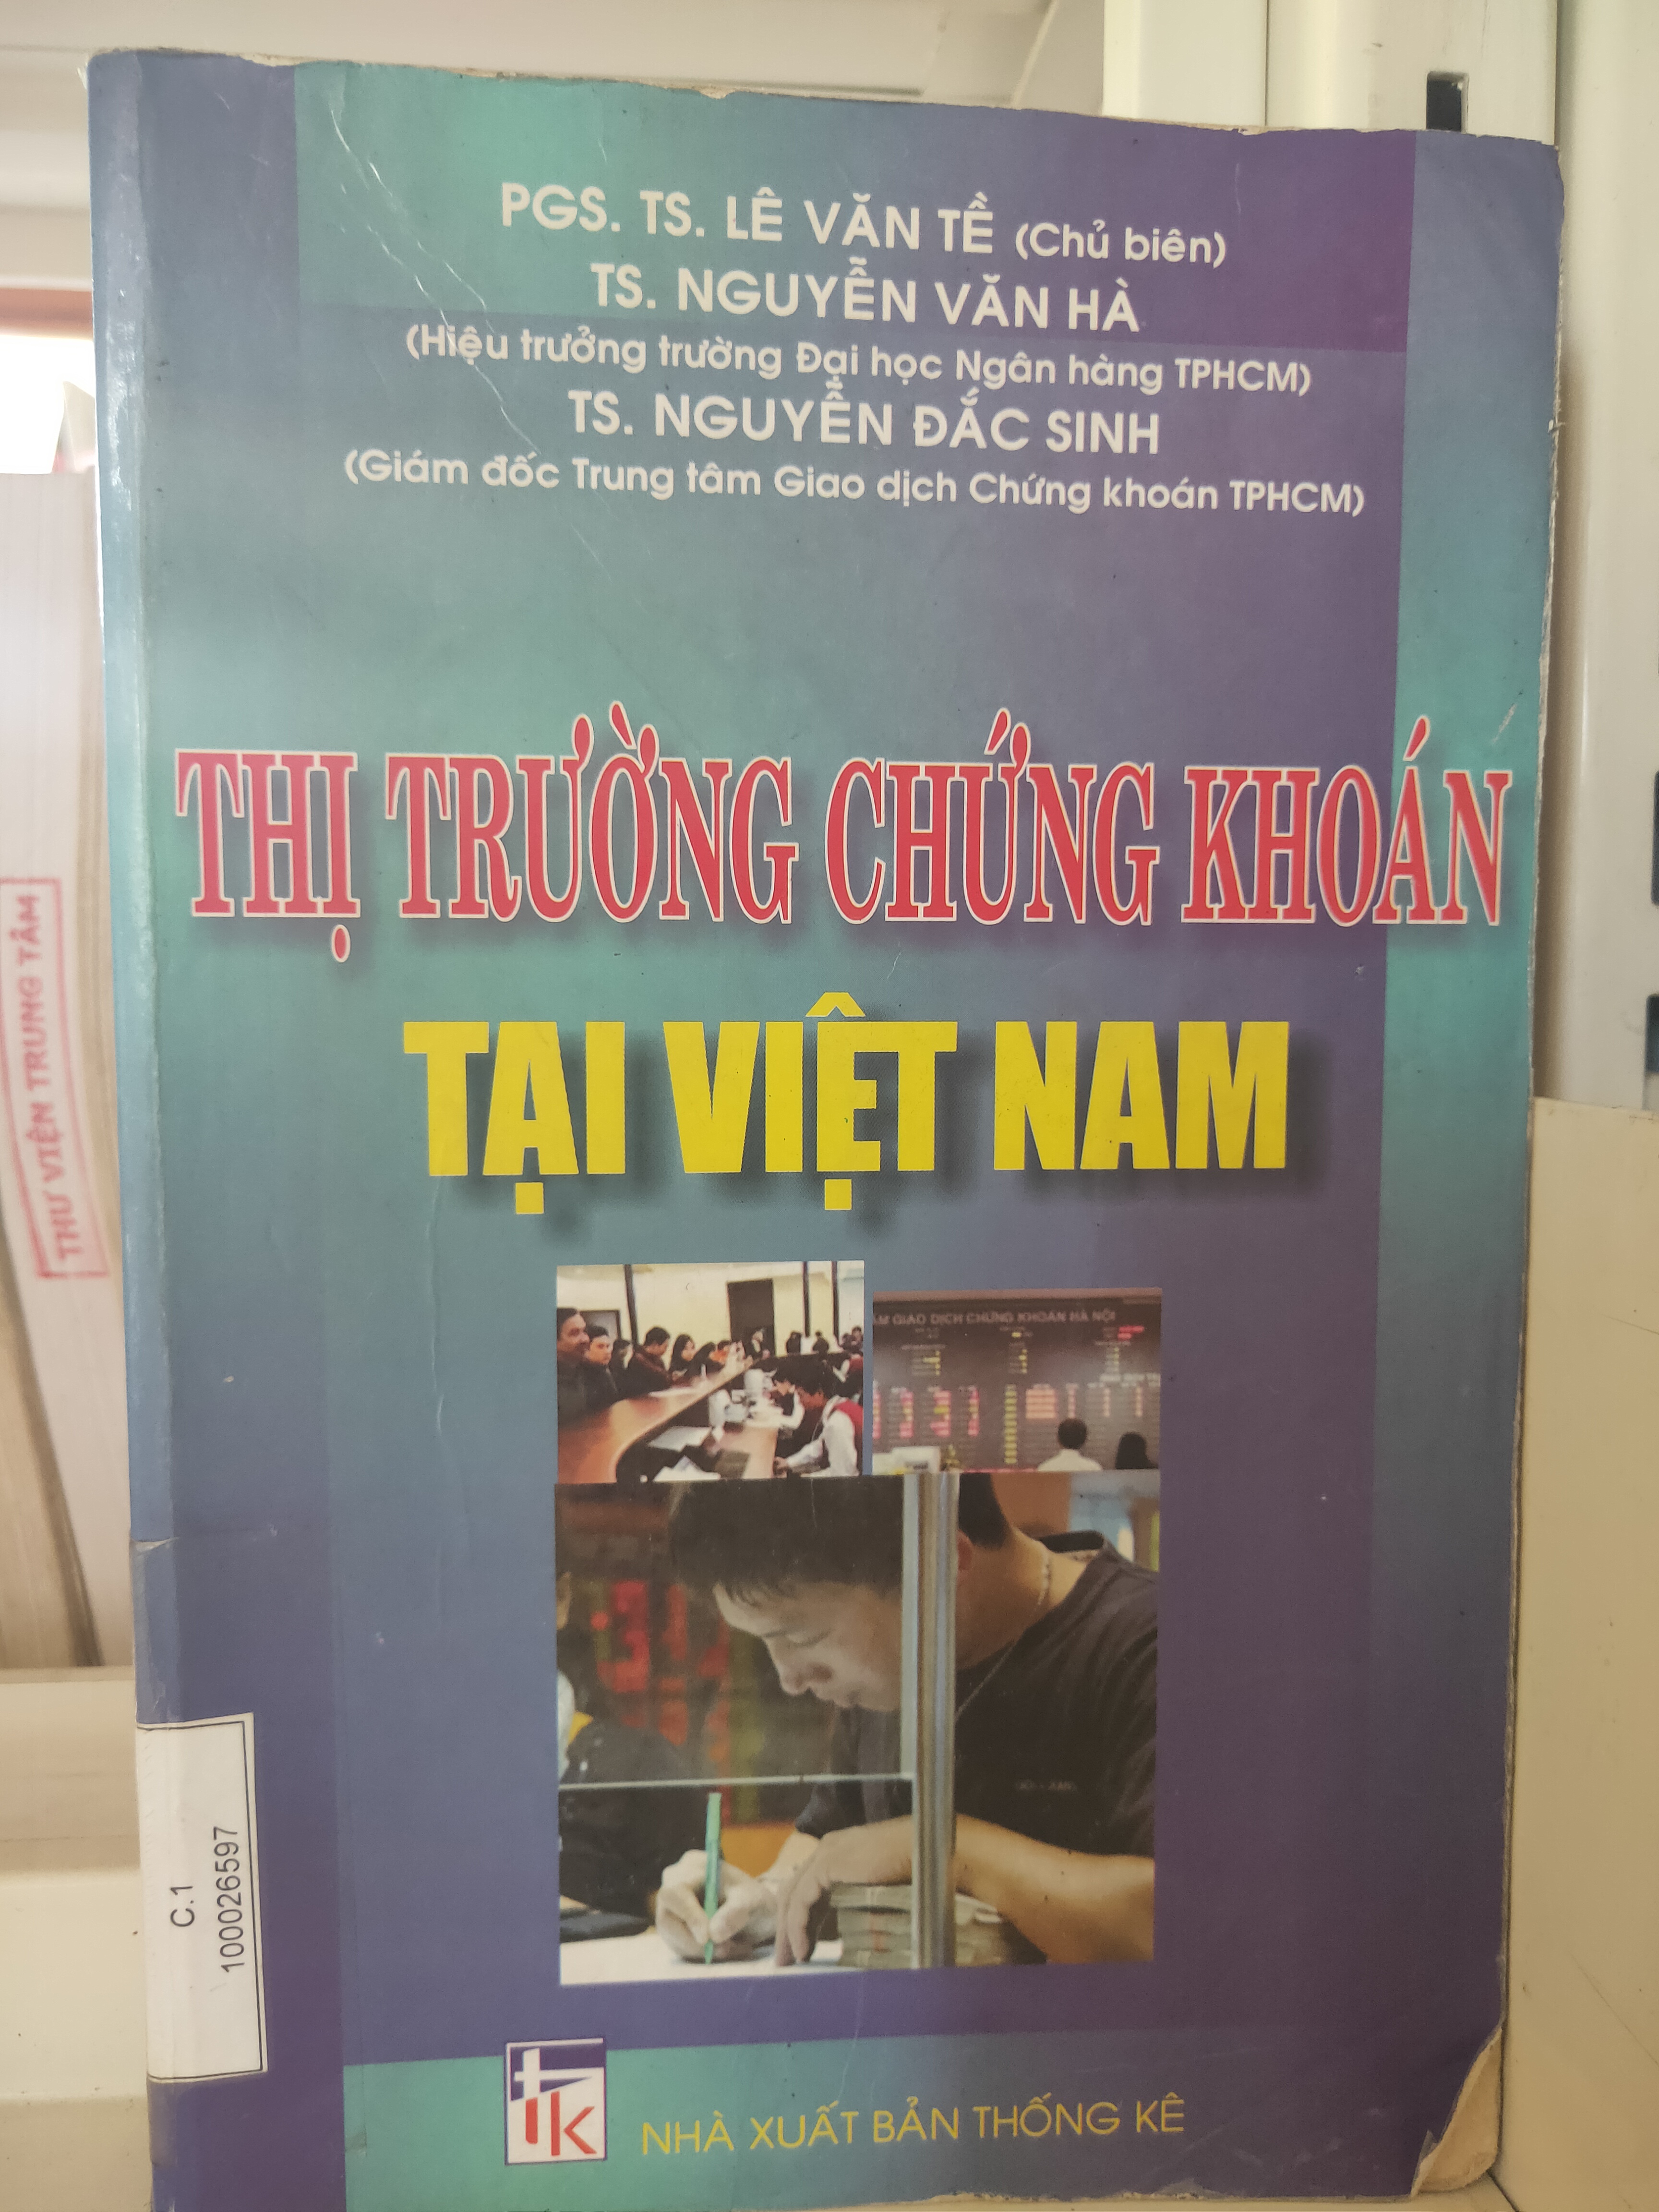 PGS. TS. LÊ VĂN TỀ (Chủ biên)
TS. NGUYỄN VĂN HÀ
(Hiệu trưởng trường Đại học Ngân hàng TPHCM)
TS. NGUYỄN ĐẮC SINH
(Giám đốc Trung tâm Giao dịch Chứng khoán TPHCM)
THỊ TRƯỜNG CHỨNG KHOÁN
TẠI VIỆT NAM
THƯ VIỆN TRUNG TÂM
ÂM GIAO DỊCH CHỨNG KHOÁN HÀ NỘI
C.1
100026597
tk
NHÀ XUẤT BẢN THỐNG KÊ